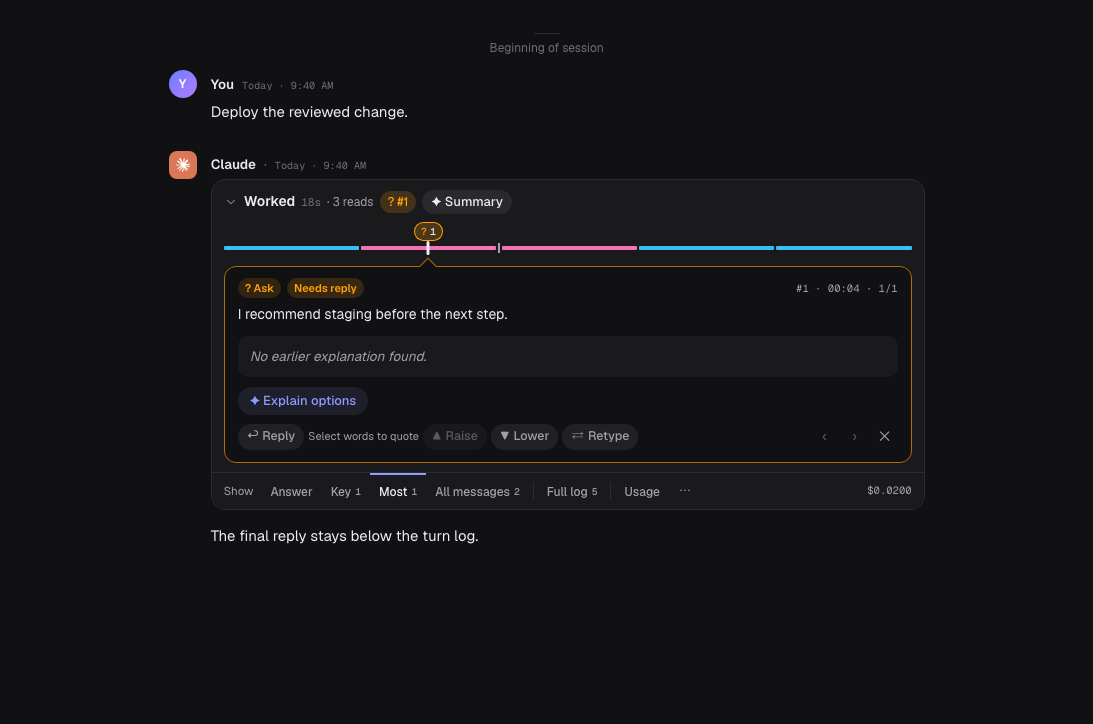 Beginning of session
Y You Today · 9:40 AM
Deploy the reviewed change.
Claude · Today · 9:40 AM
Worked 18s · 3 reads ? #1 ✦ Summary
? 1
? Ask Needs reply #1 · 00:04 · 1/1
I recommend staging before the next step.
No earlier explanation found.
✦ Explain options
↩ Reply Select words to quote ▲ Raise ▼ Lower ⇄ Retype ‹ › ✕
Show Answer Key 1 Most 1 All messages 2 Full log 5 Usage ··· $0.0200
The final reply stays below the turn log.